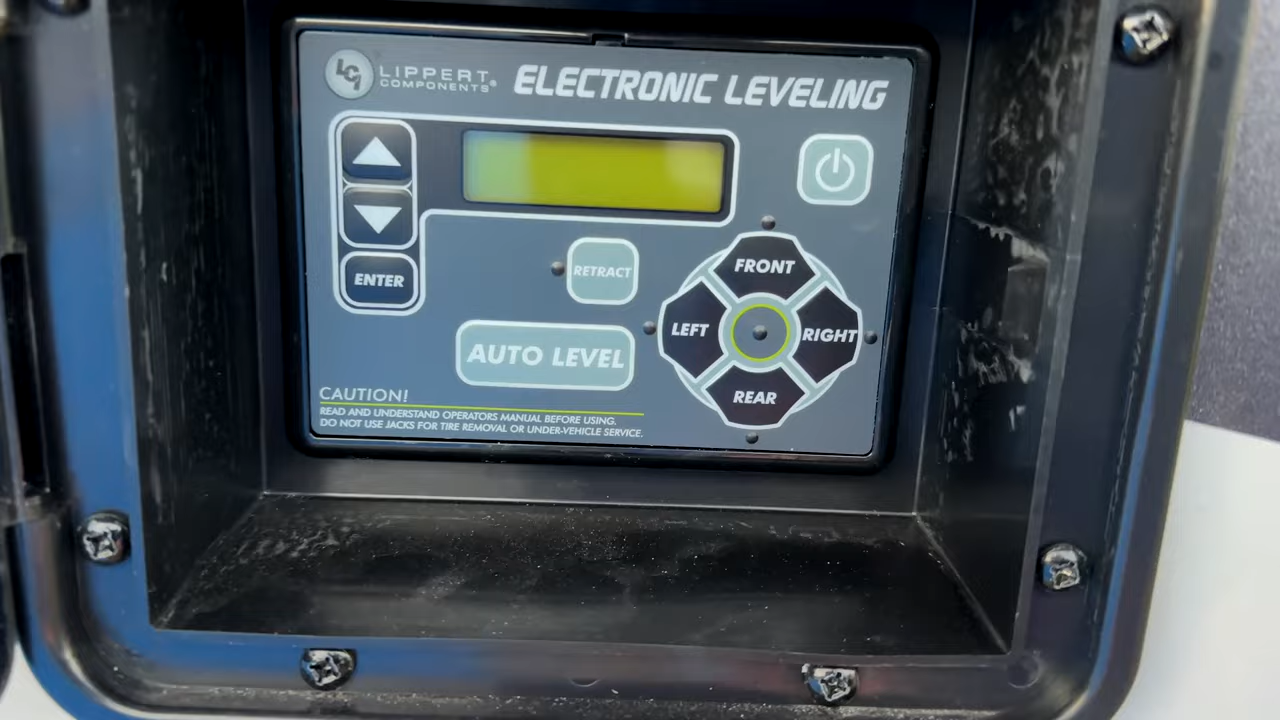 LCI LIPPERT COMPONENTS® ELECTRONIC LEVELING
ENTER
RETRACT
AUTO LEVEL
FRONT
LEFT
RIGHT
REAR
CAUTION!
READ AND UNDERSTAND OPERATORS MANUAL BEFORE USING.
DO NOT USE JACKS FOR TIRE REMOVAL OR UNDER-VEHICLE SERVICE.